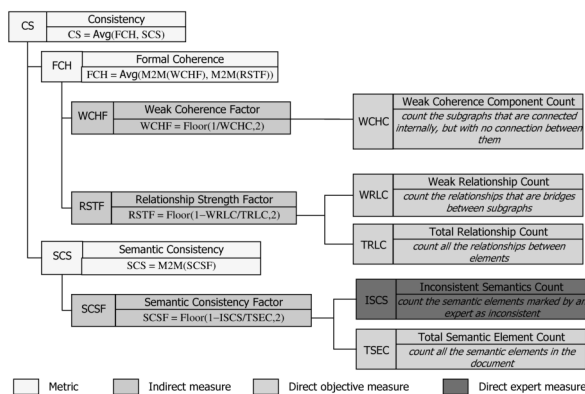 CS
Consistency
CS = Avg(FCH, SCS)
FCH
Formal Coherence
FCH = Avg(M2M(WCHF), M2M(RSTF))
WCHF
Weak Coherence Factor
WCHF = Floor(1/WCHC,2)
WCHC
Weak Coherence Component Count
count the subgraphs that are connected
internally, but with no connection between
them
RSTF
Relationship Strength Factor
RSTF = Floor(1−WRLC/TRLC,2)
WRLC
Weak Relationship Count
count the relationships that are bridges
between subgraphs
TRLC
Total Relationship Count
count all the relationships between
elements
SCS
Semantic Consistency
SCS = M2M(SCSF)
SCSF
Semantic Consistency Factor
SCSF = Floor(1−ISCS/TSEC,2)
ISCS
Inconsistent Semantics Count
count the semantic elements marked by an
expert as inconsistent
TSEC
Total Semantic Element Count
count all the semantic elements in the
document
Metric
Indirect measure
Direct objective measure
Direct expert measure